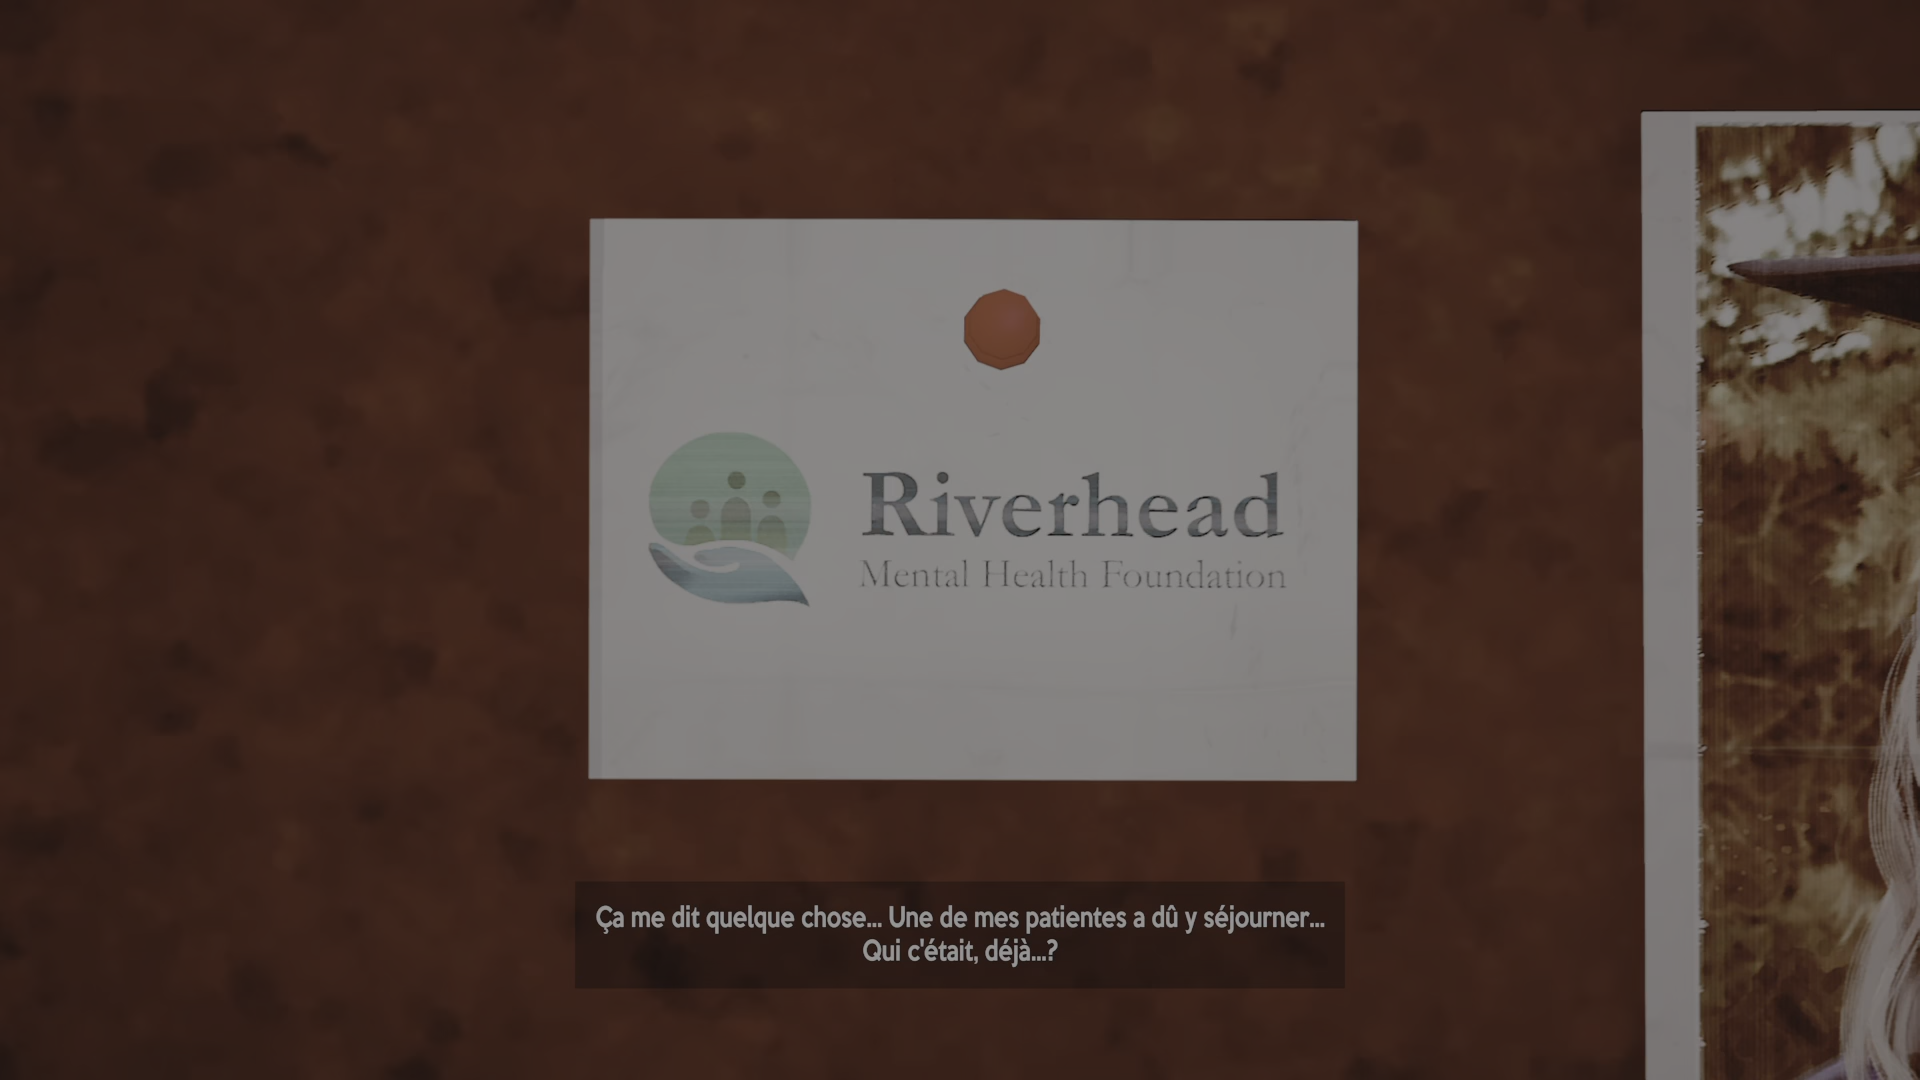 Riverhead
Mental Health Foundation
Ça me dit quelque chose... Une de mes patientes a dû y séjourner...
Qui c'était, déjà...?